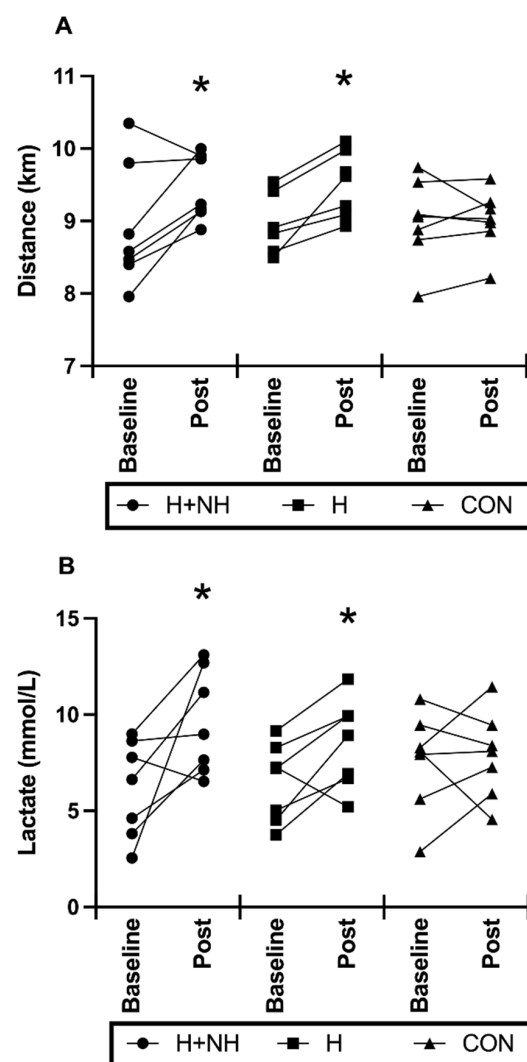 A
*
*
11
10
9
8
7
Distance (km)
Baseline
Post
Baseline
Post
Baseline
Post
H+NH
H
CON
B
*
*
15
10
5
0
Lactate (mmol/L)
Baseline
Post
Baseline
Post
Baseline
Post
H+NH
H
CON